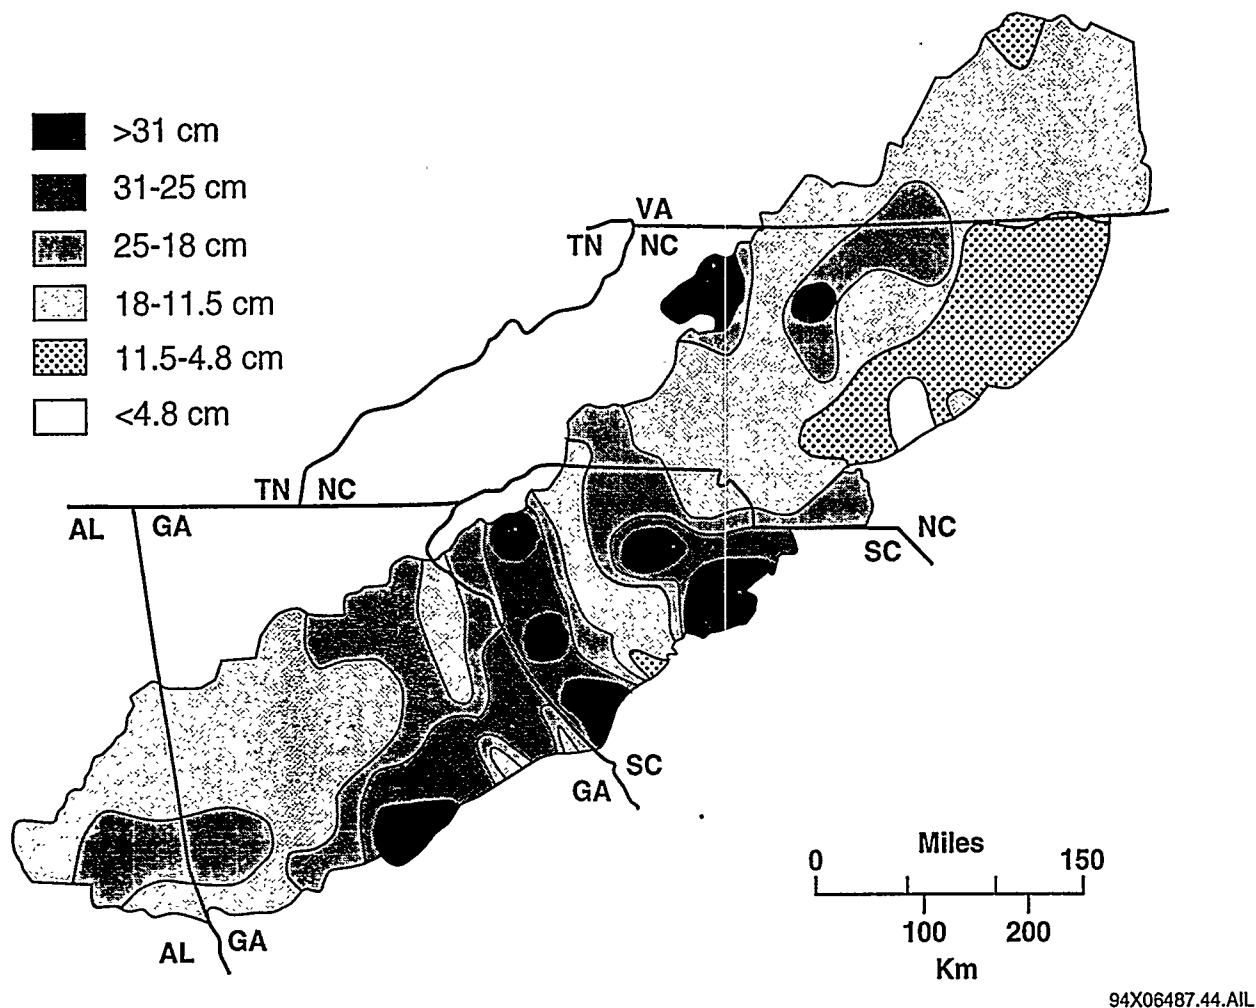 >31 cm
31-25 cm
25-18 cm
18-11.5 cm
11.5-4.8 cm
<4.8 cm
VA
TN NC
TN NC
AL GA
NC
SC
SC
GA
AL GA
Miles
0 150
100 200
Km
94X06487.44.AIL